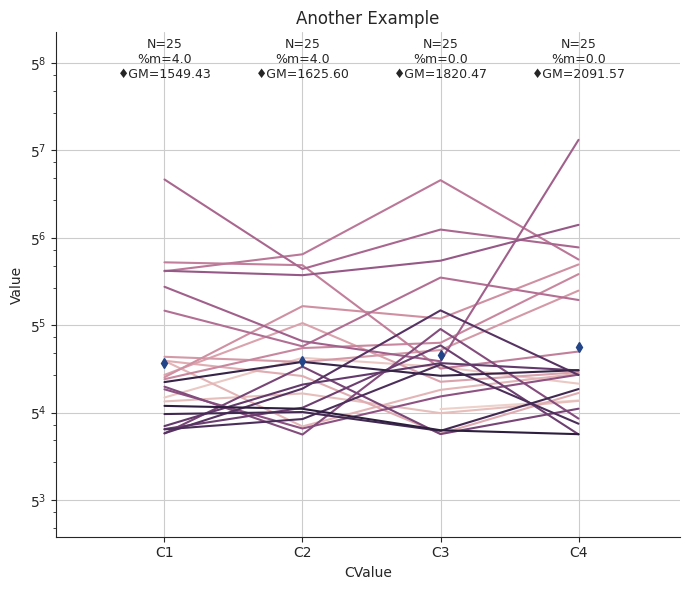 Another Example
N=25 N=25 N=25 N=25
%m=4.0 %m=4.0 %m=0.0 %m=0.0
♦GM=1549.43 ♦GM=1625.60 ♦GM=1820.47 ♦GM=2091.57
5⁸
5⁷
5⁶
5⁵
5⁴
5³
Value
C1 C2 C3 C4
CValue